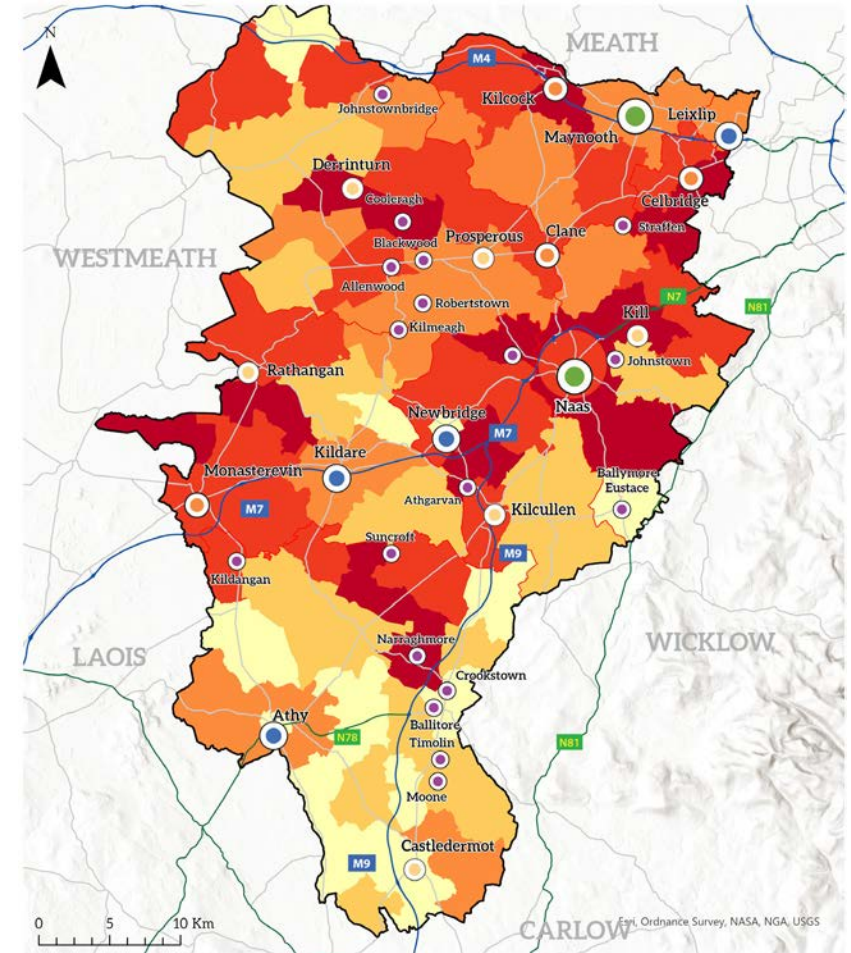 N
MEATH
M4
Kilcock
Johnstownbridge
Maynooth
Leixlip
Derrinturn
Celbridge
Cooleragh
Straffen
Blackwood
Prosperous
Clane
WESTMEATH
Allenwood
N7
Robertstown
N81
Kill
Kilmeagh
Johnstown
Rathangan
Naas
Newbridge
M7
Kildare
Monasterevin
Ballymore
Eustace
Athgarvan
M7
Kilcullen
Suncroft
M9
Kildangan
Narraghmore
WICKLOW
LAOIS
Crookstown
Athy
Ballitore
N78
N81
Timolin
Moone
Castledermot
M9
0 5 10 Km
CARLOW
Esri, Ordnance Survey, NASA, NGA, USGS